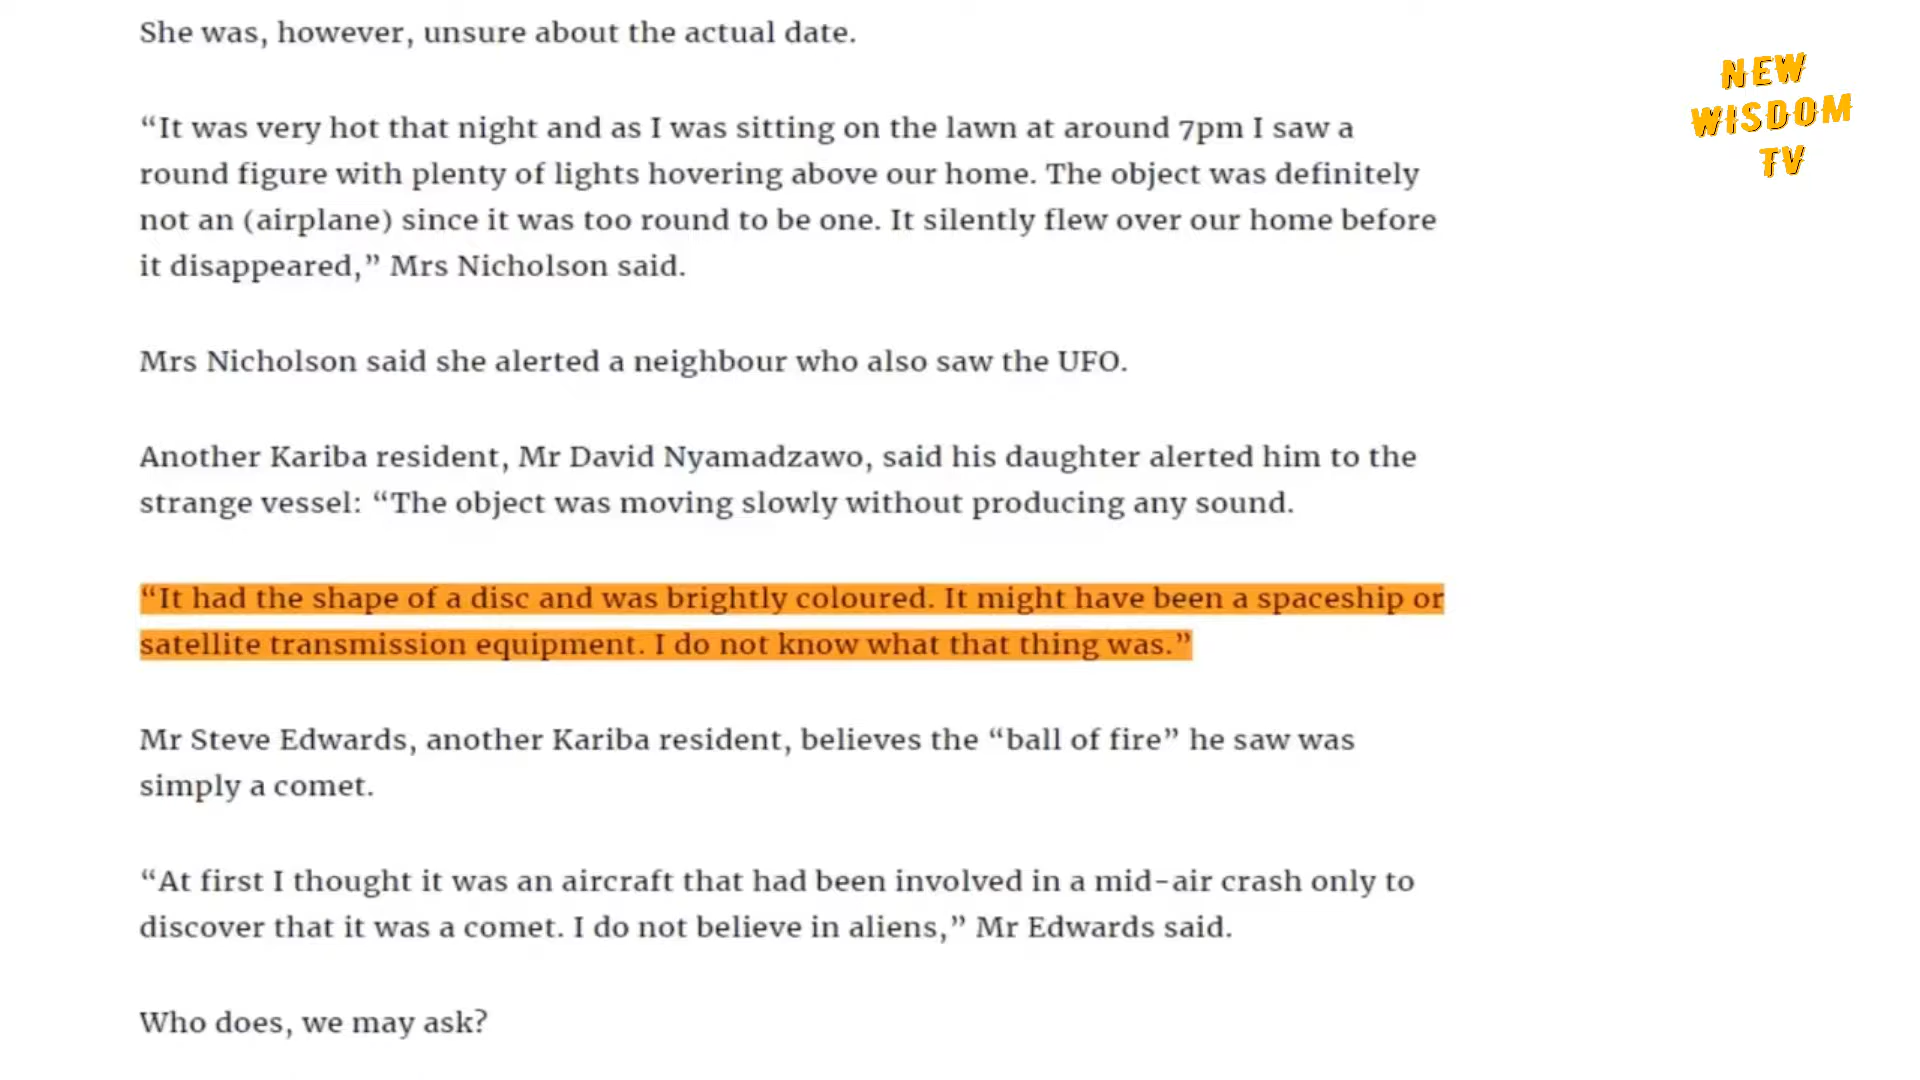 She was, however, unsure about the actual date.
“It was very hot that night and as I was sitting on the lawn at around 7pm I saw a
round figure with plenty of lights hovering above our home. The object was definitely
not an (airplane) since it was too round to be one. It silently flew over our home before
it disappeared,” Mrs Nicholson said.
Mrs Nicholson said she alerted a neighbour who also saw the UFO.
Another Kariba resident, Mr David Nyamadzawo, said his daughter alerted him to the
strange vessel: “The object was moving slowly without producing any sound.
“It had the shape of a disc and was brightly coloured. It might have been a spaceship or
satellite transmission equipment. I do not know what that thing was.”
Mr Steve Edwards, another Kariba resident, believes the “ball of fire” he saw was
simply a comet.
“At first I thought it was an aircraft that had been involved in a mid-air crash only to
discover that it was a comet. I do not believe in aliens,” Mr Edwards said.
Who does, we may ask?
NEW
WISDOM
TV